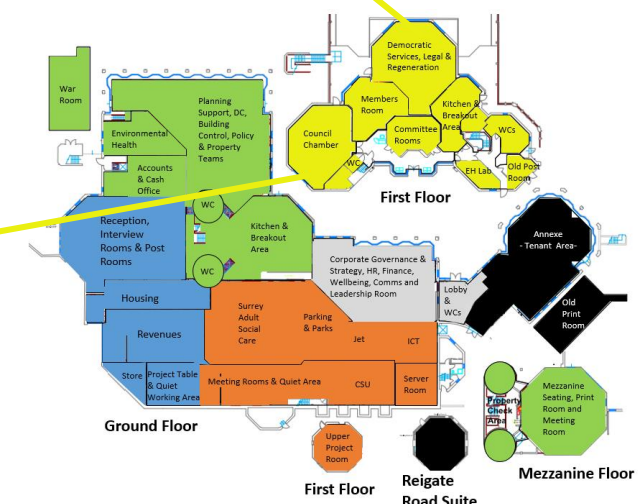 War
Room
Planning
Support, DC,
Building
Control, Policy
& Property
Teams
Environmental
Health
Accounts
& Cash
Office
WC
Reception,
Interview
Rooms & Post
Rooms
Kitchen &
Breakout
Area
WC
Housing
Revenues
Surrey
Adult
Social
Care
Parking
& Parks
Jet
ICT
Store
Project Table
& Quiet
Working Area
Meeting Rooms & Quiet Area
CSU
Server
Room
Ground Floor
Corporate Governance &
Strategy, HR, Finance,
Wellbeing, Comms and
Leadership Room
Lobby
&
WCs
Annexe
- Tenant Area-
Old
Print
Room
Democratic
Services, Legal &
Regeneration
Members
Room
Kitchen &
Breakout
Area
Council
Chamber
Committee
Rooms
WCs
WC
EH Lab
Old Post
Room
First Floor
Upper
Project
Room
First Floor
Reigate
Road Suite
Property
Check
Area
Mezzanine
Seating, Print
Room and
Meeting
Room
Mezzanine Floor